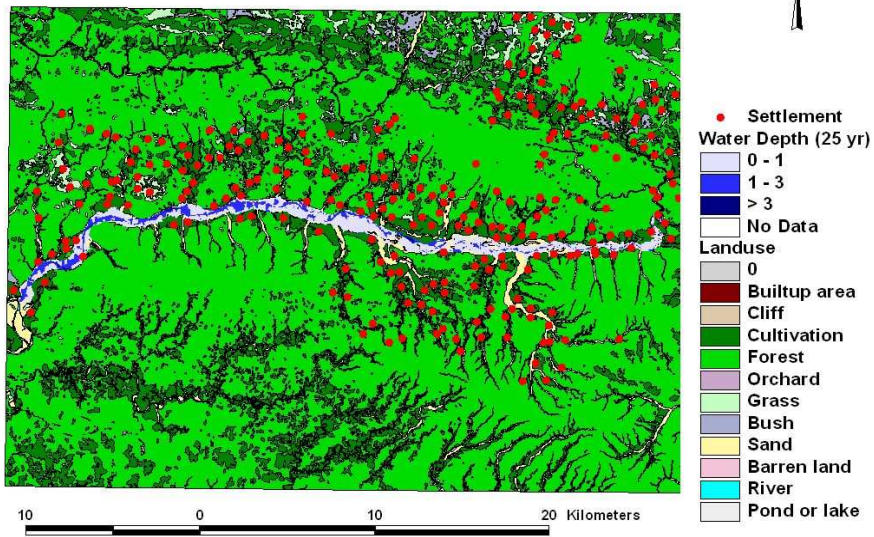 Settlement
Water Depth (25 yr)
0 - 1
1 - 3
> 3
No Data
Landuse
0
Builtup area
Cliff
Cultivation
Forest
Orchard
Grass
Bush
Sand
Barren land
River
Pond or lake
10 0 10 20 Kilometers